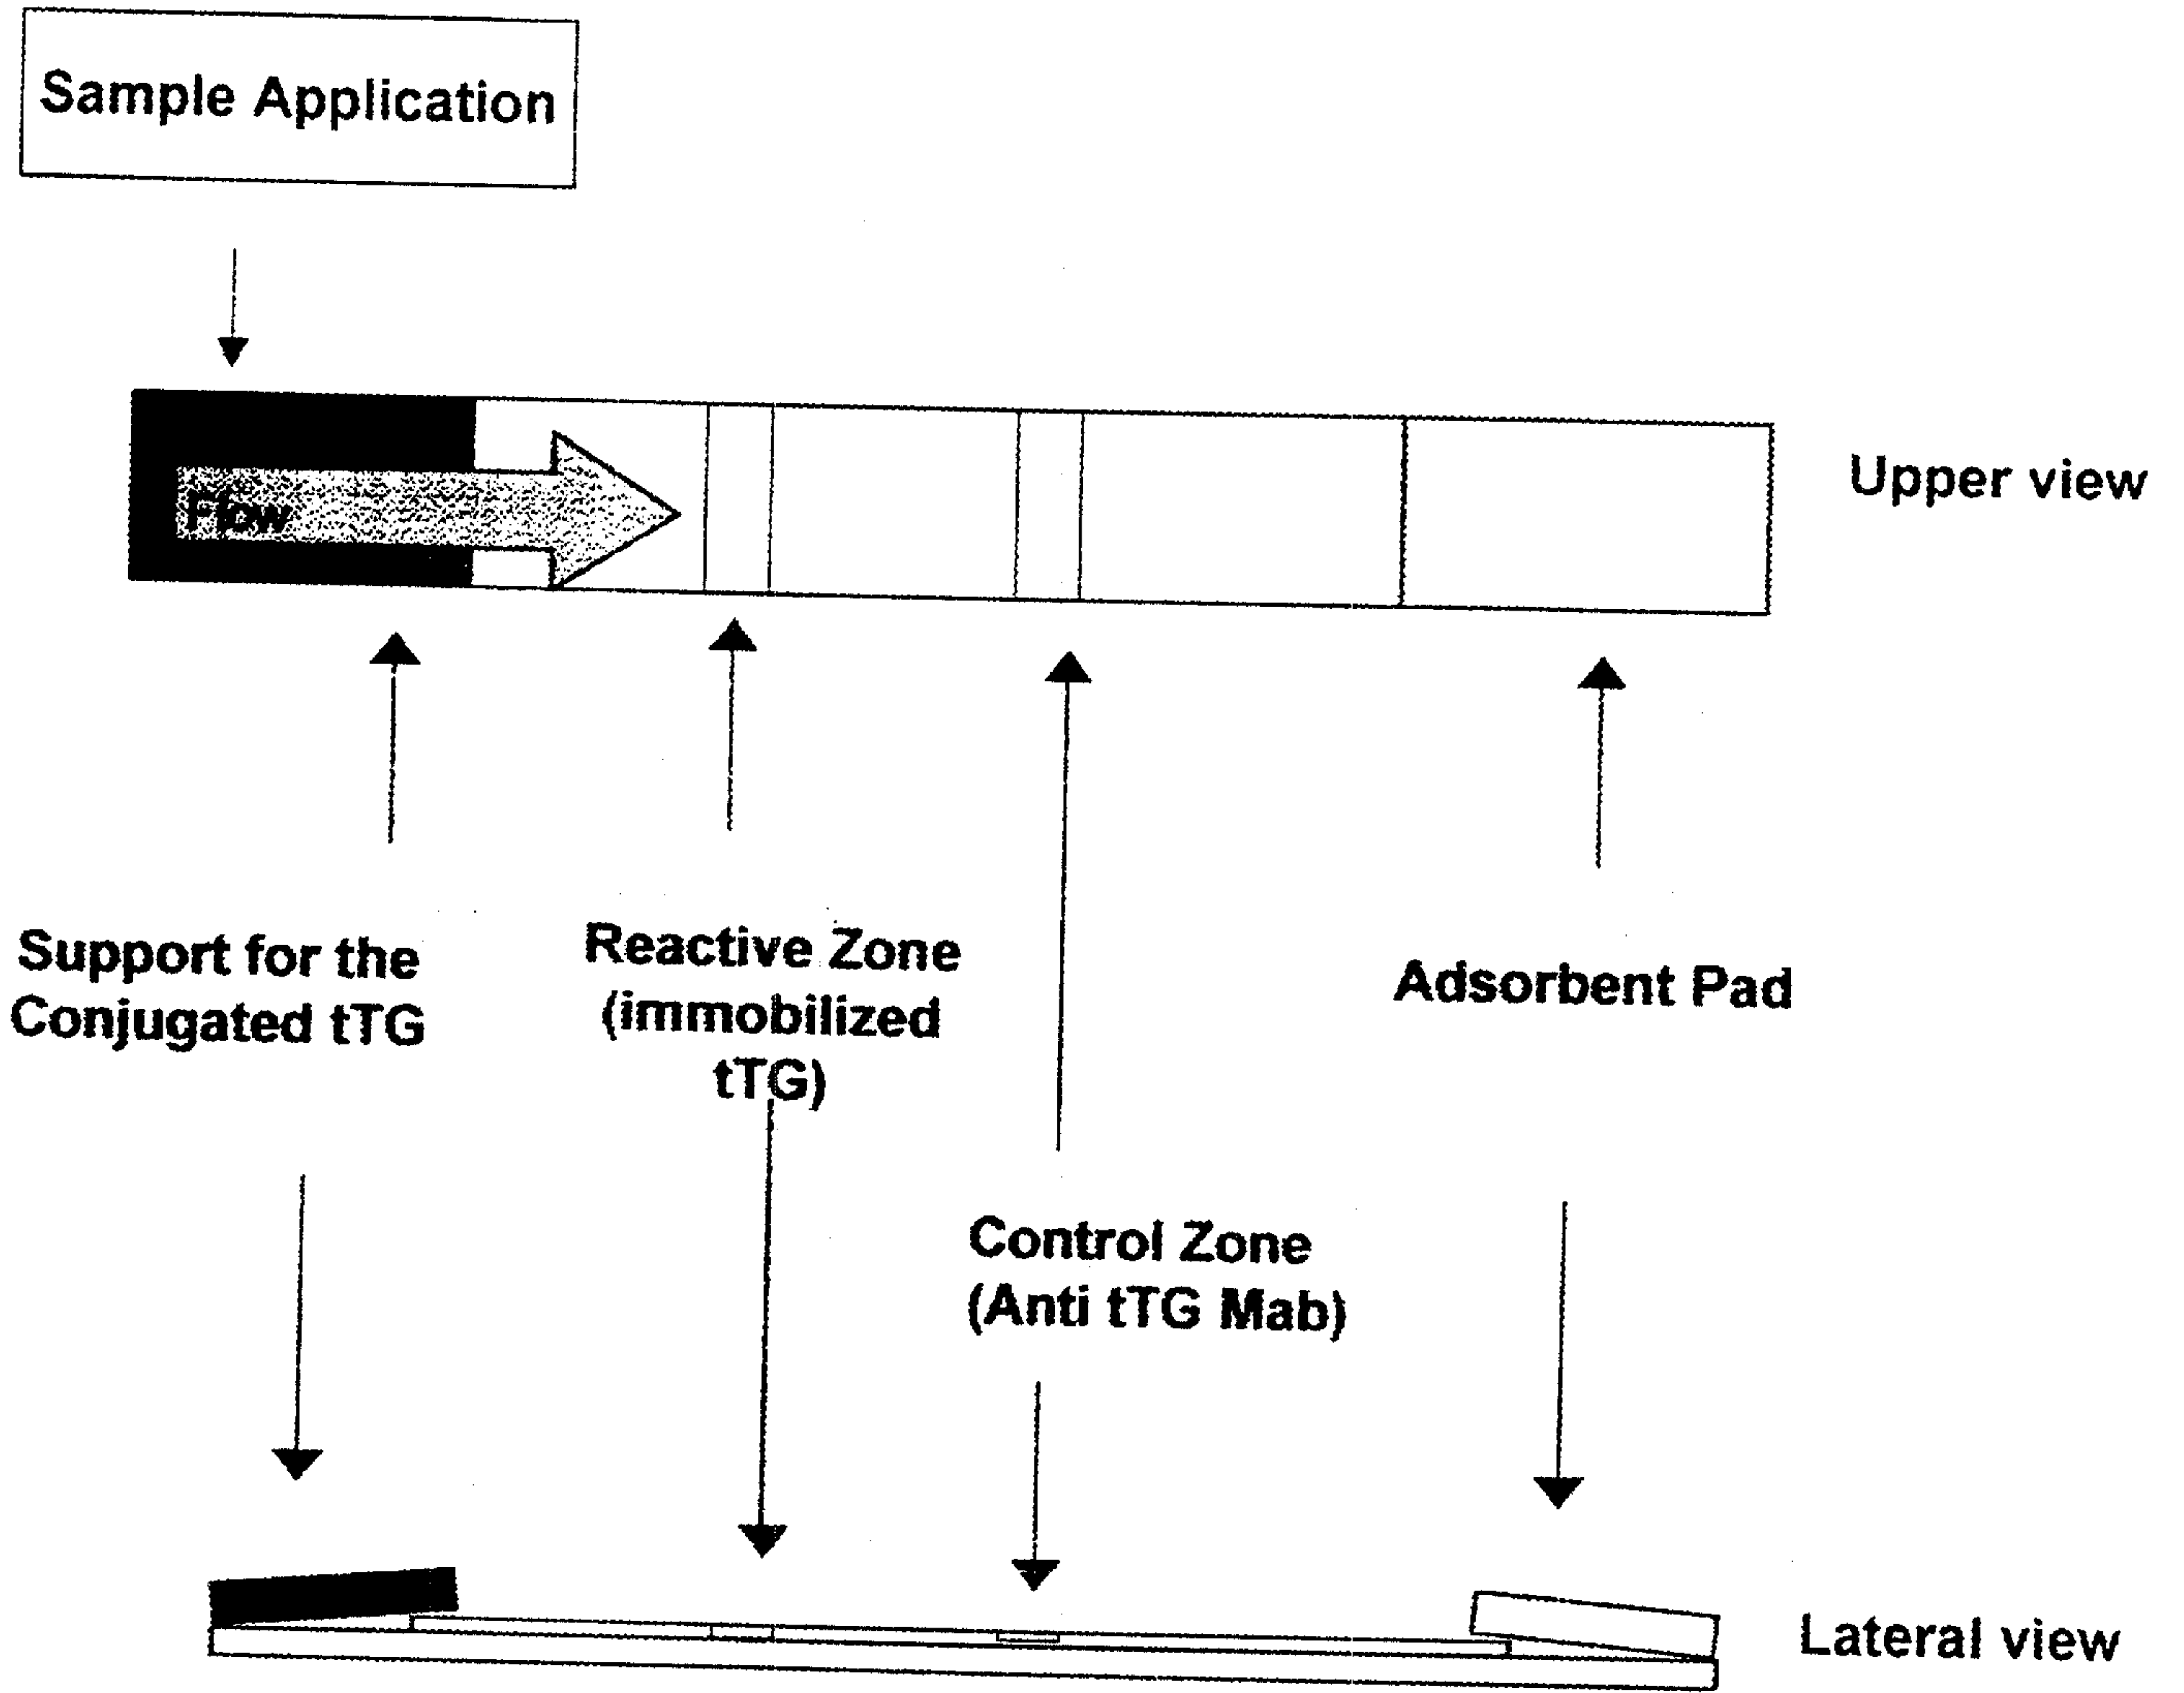 Sample Application
Flow
Upper view
Support for the
Conjugated tTG
Reactive Zone
(immobilized
tTG)
Adsorbent Pad
Control Zone
(Anti tTG Mab)
Lateral view